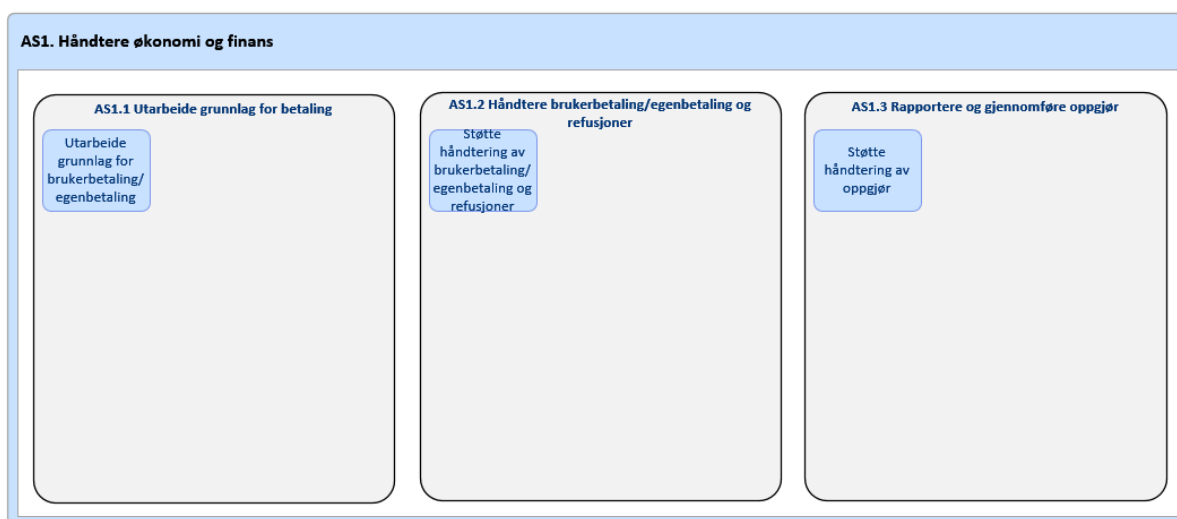 AS1. Håndtere økonomi og finans
AS1.1 Utarbeide grunnlag for betaling
Utarbeide
grunnlag for
brukerbetaling/
egenbetaling
AS1.2 Håndtere brukerbetaling/egenbetaling og
refusjoner
Støtte
håndtering av
brukerbetaling/
egenbetaling og
refusjoner
AS1.3 Rapportere og gjennomføre oppgjør
Støtte
håndtering av
oppgjør